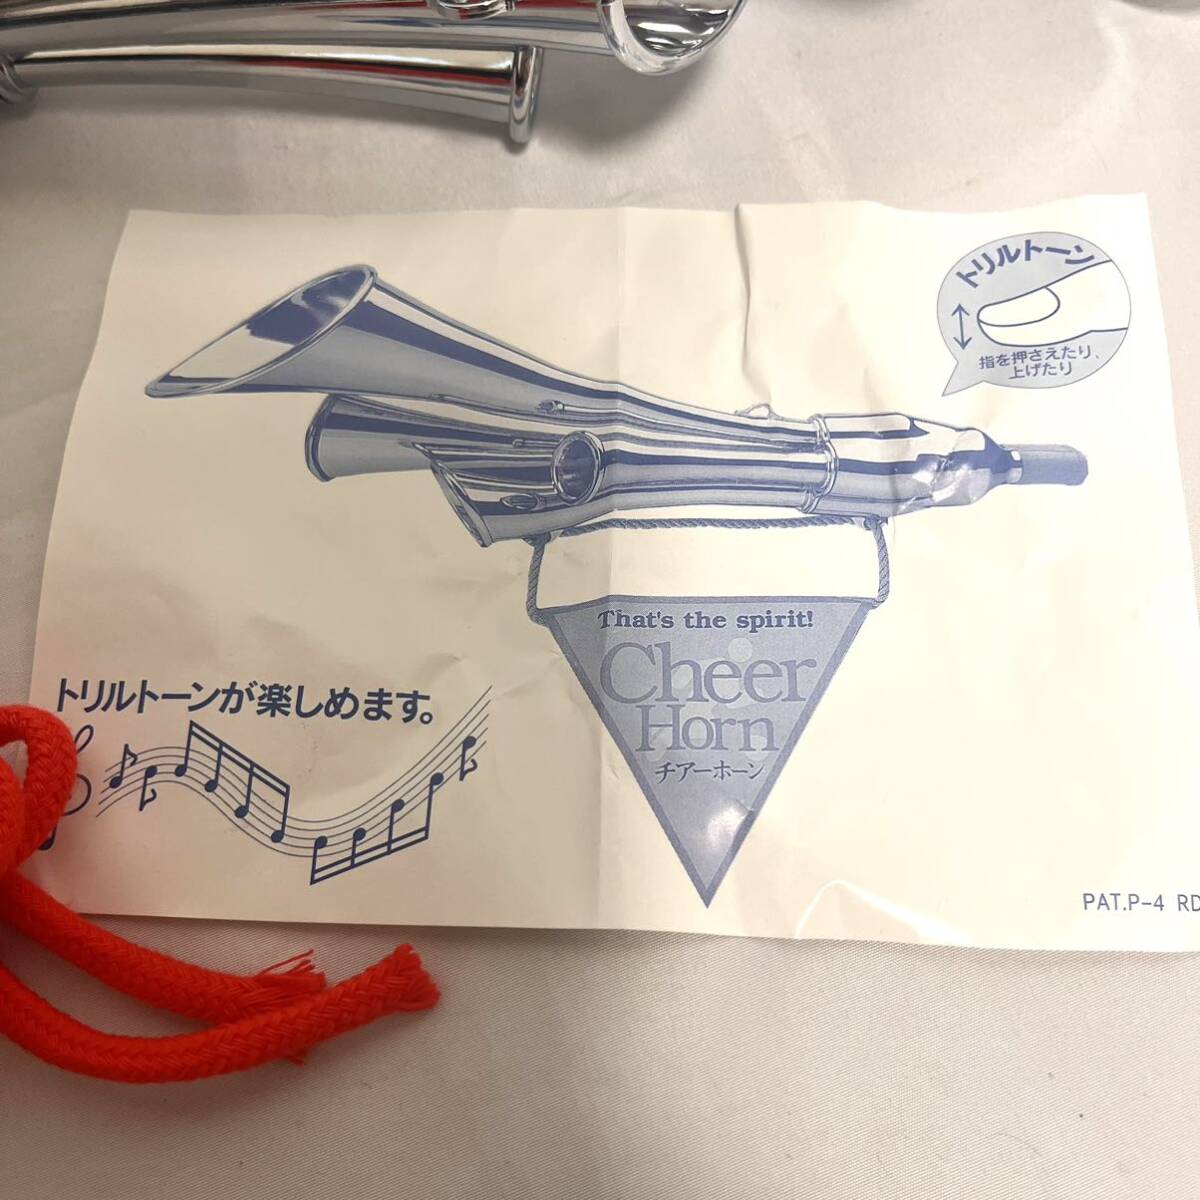 トリルトーン
指を押さえたり、
上げたり
That's the spirit!
Cheer
Horn
チアーホーン
トリルトーンが楽しめます。
PAT.P-4 RD